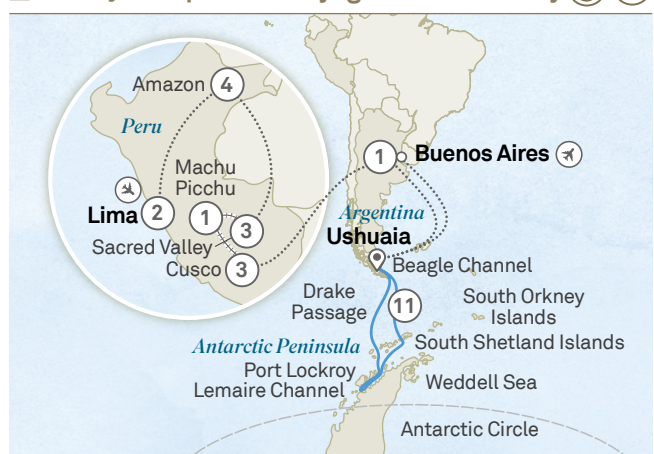 Amazon
4
Peru
Machu
Picchu
Lima
2
1
3
Sacred Valley
Cusco
3
1
Buenos Aires
Argentina
Ushuaia
Beagle Channel
Drake
Passage
11
South Orkney
Islands
Antarctic Peninsula
South Shetland Islands
Port Lockroy
Lemaire Channel
Weddell Sea
Antarctic Circle